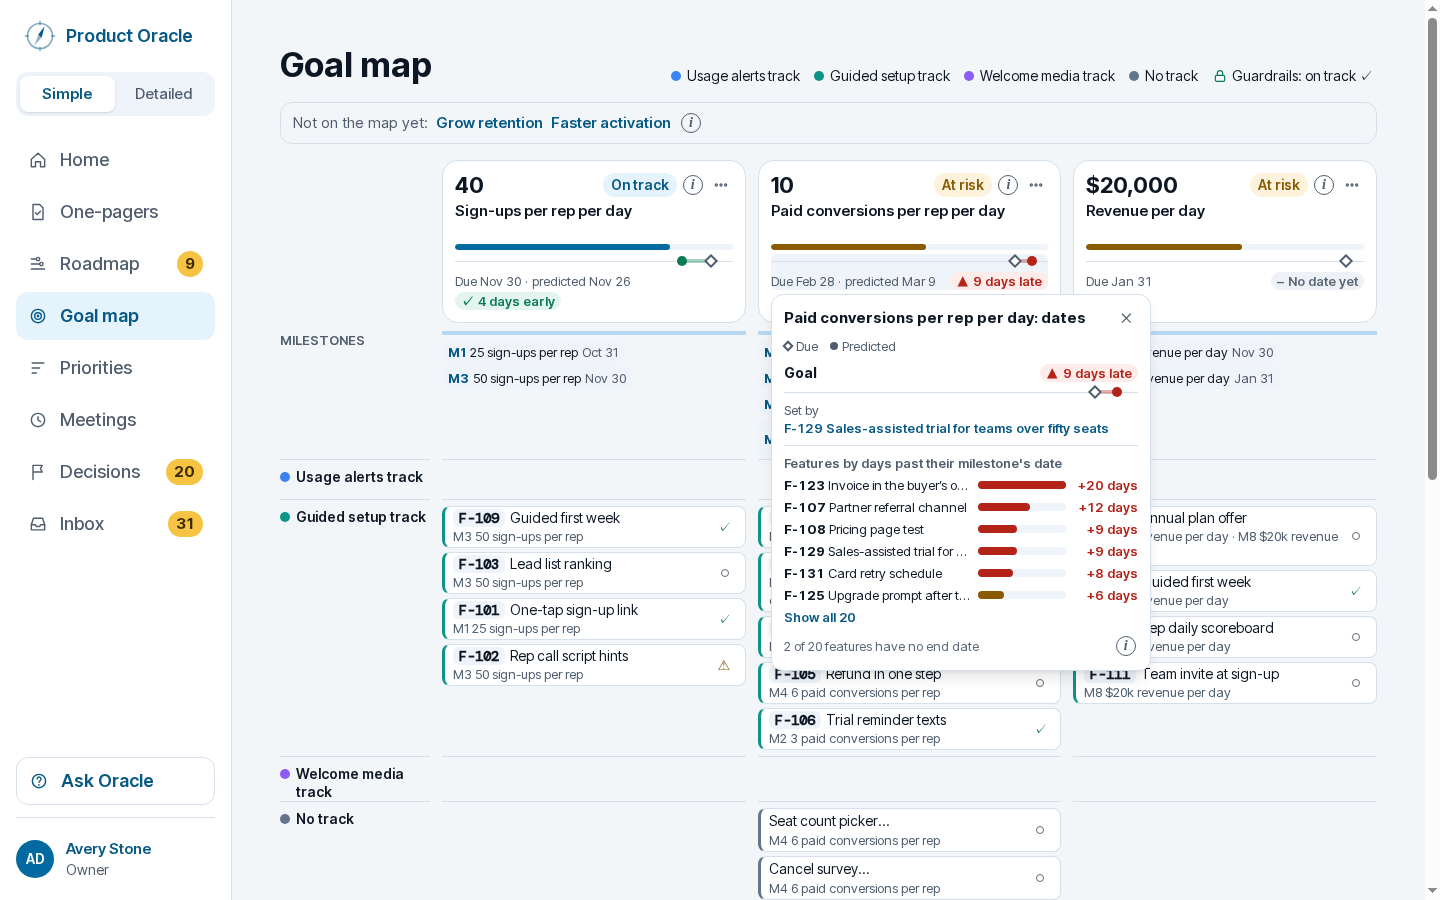 Product Oracle
Simple
Detailed
Home
One-pagers
Roadmap
9
Goal map
Priorities
Meetings
Decisions
20
Inbox
31
Ask Oracle
AD
Avery Stone
Owner
Goal map
Usage alerts track
Guided setup track
Welcome media track
No track
Guardrails: on track ✓
Not on the map yet: Grow retention Faster activation i
40
On track i ···
Sign-ups per rep per day
Due Nov 30 · predicted Nov 26
✓ 4 days early
10
At risk i ···
Paid conversions per rep per day
Due Feb 28 · predicted Mar 9
▲ 9 days late
$20,000
At risk i ···
Revenue per day
Due Jan 31
– No date yet
MILESTONES
M1 25 sign-ups per rep Oct 31
M3 50 sign-ups per rep Nov 30
enue per day Nov 30
enue per day Jan 31
Paid conversions per rep per day: dates
Due
Predicted
Goal
▲ 9 days late
Set by
F-129 Sales-assisted trial for teams over fifty seats
Features by days past their milestone's date
F-123 Invoice in the buyer's o... +20 days
F-107 Partner referral channel +12 days
F-108 Pricing page test +9 days
F-129 Sales-assisted trial for ... +9 days
F-131 Card retry schedule +8 days
F-125 Upgrade prompt after t... +6 days
Show all 20
2 of 20 features have no end date i
Usage alerts track
Guided setup track
F-109 Guided first week
M3 50 sign-ups per rep
✓
F-103 Lead list ranking
M3 50 sign-ups per rep
F-101 One-tap sign-up link
M1 25 sign-ups per rep
✓
F-102 Rep call script hints
M3 50 sign-ups per rep
⚠
F-105 Refund in one step
M4 6 paid conversions per rep
F-106 Trial reminder texts
M2 3 paid conversions per rep
✓
nnual plan offer
enue per day · M8 $20k revenue
uided first week
enue per day
✓
ep daily scoreboard
enue per day
F-111 Team invite at sign-up
M8 $20k revenue per day
Welcome media
track
No track
Seat count picker...
M4 6 paid conversions per rep
Cancel survey...
M4 6 paid conversions per rep